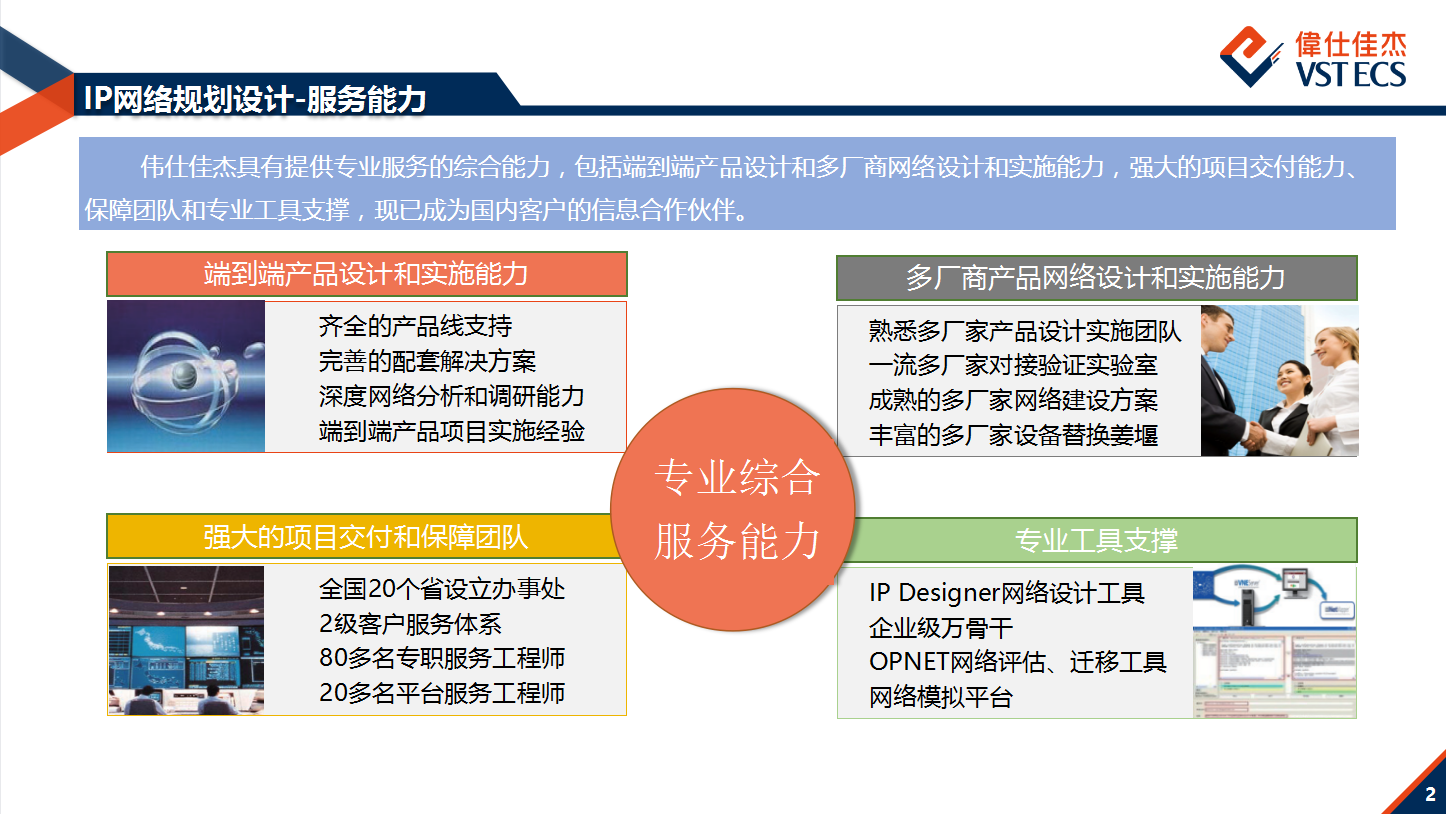 偉仕佳杰
VSTECS
IP网络规划设计-服务能力
伟仕佳杰具有提供专业服务的综合能力，包括端到端产品设计和多厂商网络设计和实施能力，强大的项目交付能力、
保障团队和专业工具支撑，现已成为国内客户的信息合作伙伴。
端到端产品设计和实施能力
齐全的产品线支持
完善的配套解决方案
深度网络分析和调研能力
端到端产品项目实施经验
多厂商产品网络设计和实施能力
熟悉多厂家产品设计实施团队
一流多厂家对接验证实验室
成熟的多厂家网络建设方案
丰富的多厂家设备替换姜堰
专业综合
服务能力
强大的项目交付和保障团队
全国20个省设立办事处
2级客户服务体系
80多名专职服务工程师
20多名平台服务工程师
专业工具支撑
IP Designer网络设计工具
企业级万骨干
OPNET网络评估、迁移工具
网络模拟平台
2